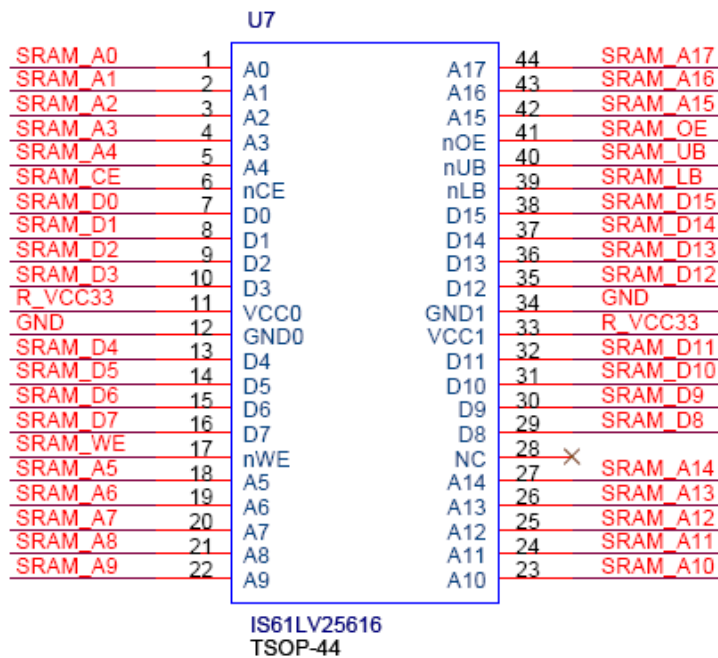 U7
SRAM_A0 1 A0 A17 44 SRAM_A17
SRAM_A1 2 A1 A16 43 SRAM_A16
SRAM_A2 3 A2 A15 42 SRAM_A15
SRAM_A3 4 A3 nOE 41 SRAM_OE
SRAM_A4 5 A4 nUB 40 SRAM_UB
SRAM_CE 6 nCE nLB 39 SRAM_LB
SRAM_D0 7 D0 D15 38 SRAM_D15
SRAM_D1 8 D1 D14 37 SRAM_D14
SRAM_D2 9 D2 D13 36 SRAM_D13
SRAM_D3 10 D3 D12 35 SRAM_D12
R_VCC33 11 VCC0 GND1 34 GND
GND 12 GND0 VCC1 33 R_VCC33
SRAM_D4 13 D4 D11 32 SRAM_D11
SRAM_D5 14 D5 D10 31 SRAM_D10
SRAM_D6 15 D6 D9 30 SRAM_D9
SRAM_D7 16 D7 D8 29 SRAM_D8
SRAM_WE 17 nWE NC 28
SRAM_A5 18 A5 A14 27 SRAM_A14
SRAM_A6 19 A6 A13 26 SRAM_A13
SRAM_A7 20 A7 A12 25 SRAM_A12
SRAM_A8 21 A8 A11 24 SRAM_A11
SRAM_A9 22 A9 A10 23 SRAM_A10
IS61LV25616
TSOP-44